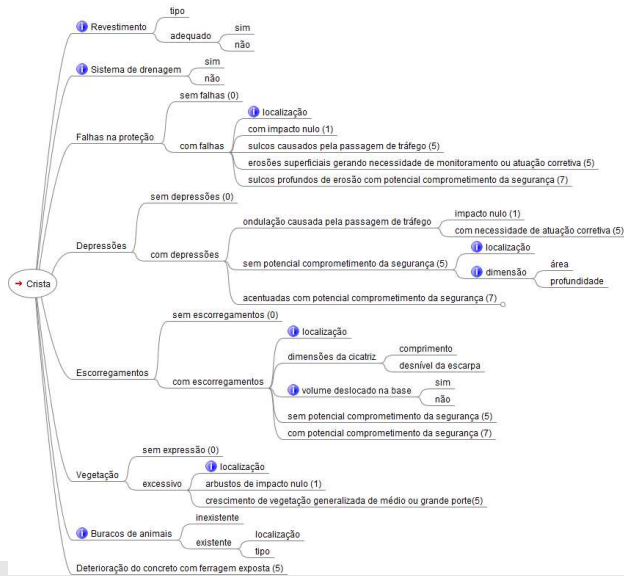 tipo
Revestimento
adequado
sim
não
Sistema de drenagem
sim
não
sem falhas (0)
Falhas na proteção
com falhas
localização
com impacto nulo (1)
sulcos causados pela passagem de tráfego (5)
erosões superficiais gerando necessidade de monitoramento ou atuação corretiva (5)
sulcos profundos de erosão com potencial comprometimento da segurança (7)
sem depressões (0)
Depressões
com depressões
ondulação causada pela passagem de tráfego
impacto nulo (1)
com necessidade de atuação corretiva (5)
sem potencial comprometimento da segurança (5)
localização
dimensão
área
profundidade
acentuadas com potencial comprometimento da segurança (7)
Crista
sem escorregamentos (0)
Escorregamentos
com escorregamentos
localização
dimensões da cicatriz
comprimento
desnível da escarpa
volume deslocado na base
sim
não
sem potencial comprometimento da segurança (5)
com potencial comprometimento da segurança (7)
sem expressão (0)
Vegetação
excessivo
localização
arbustos de impacto nulo (1)
crescimento de vegetação generalizada de médio ou grande porte(5)
Buracos de animais
inexistente
existente
localização
tipo
Deterioração do concreto com ferragem exposta (5)